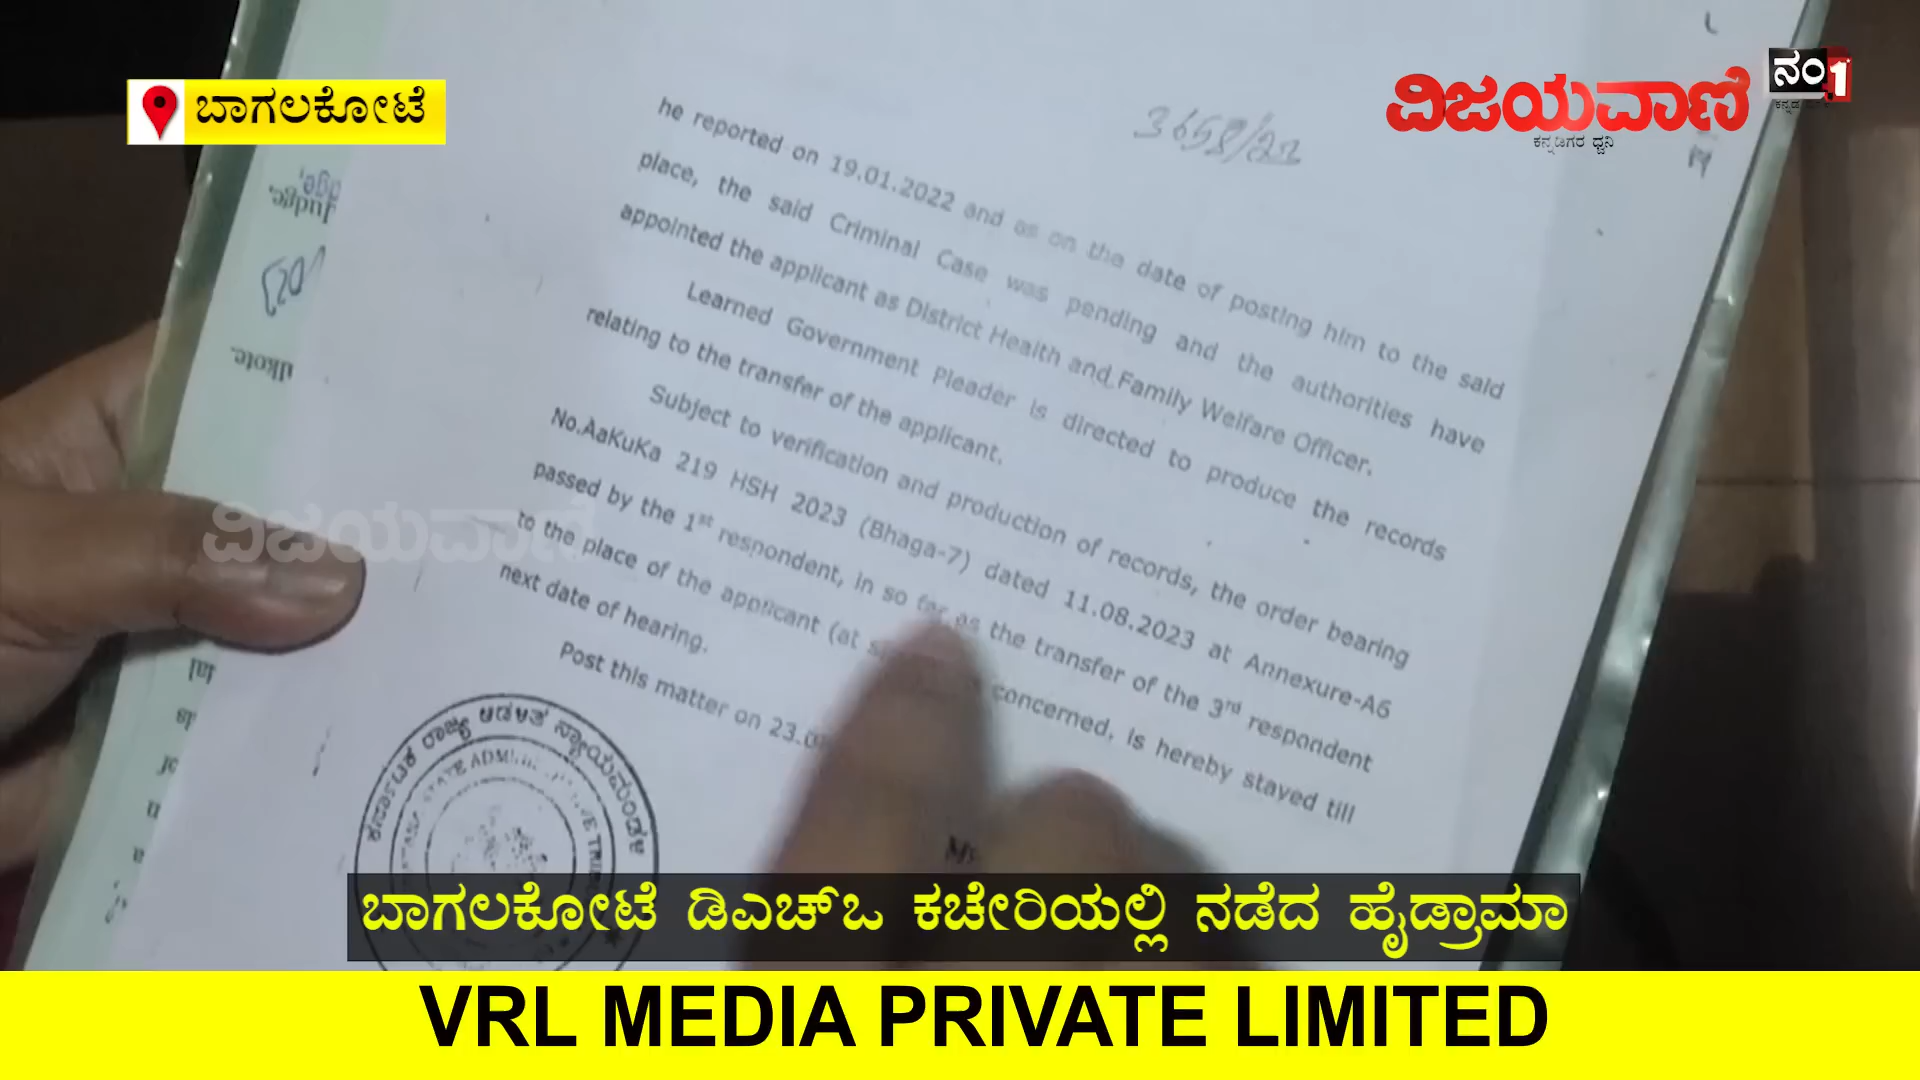 ಬಾಗಲಕೋಟೆ
ವಿಜಯವಾಣಿ
ನಂ1
ಕನ್ನಡಿಗರ ಧ್ವನಿ
3658/22
he reported on 19.01.2022 and as on the date of posting him to the said
place, the said Criminal Case was pending and the authorities have
appointed the applicant as District Health and Family Welfare Officer.
Learned Government Pleader is directed to produce the records
relating to the transfer of the applicant.
Subject to verification and production of records, the order bearing
No.AaKuKa 219 HSH 2023 (Bhaga-7) dated 11.08.2023 at Annexure-A6
passed by the 1st respondent, in so far as the transfer of the 3rd respondent
to the place of the applicant (at concerned, is hereby stayed till
next date of hearing.
Post this matter on 23.0
Judge,
ವಿಜಯವಾಣಿ
ಕರ್ನಾಟಕ ರಾಜ್ಯ ಆಡಳಿತ ನ್ಯಾಯಮಂಡಳಿ
ಬಾಗಲಕೋಟೆ ಡಿಎಚ್‌ಒ ಕಚೇರಿಯಲ್ಲಿ ನಡೆದ ಹೈಡ್ರಾಮಾ
VRL MEDIA PRIVATE LIMITED